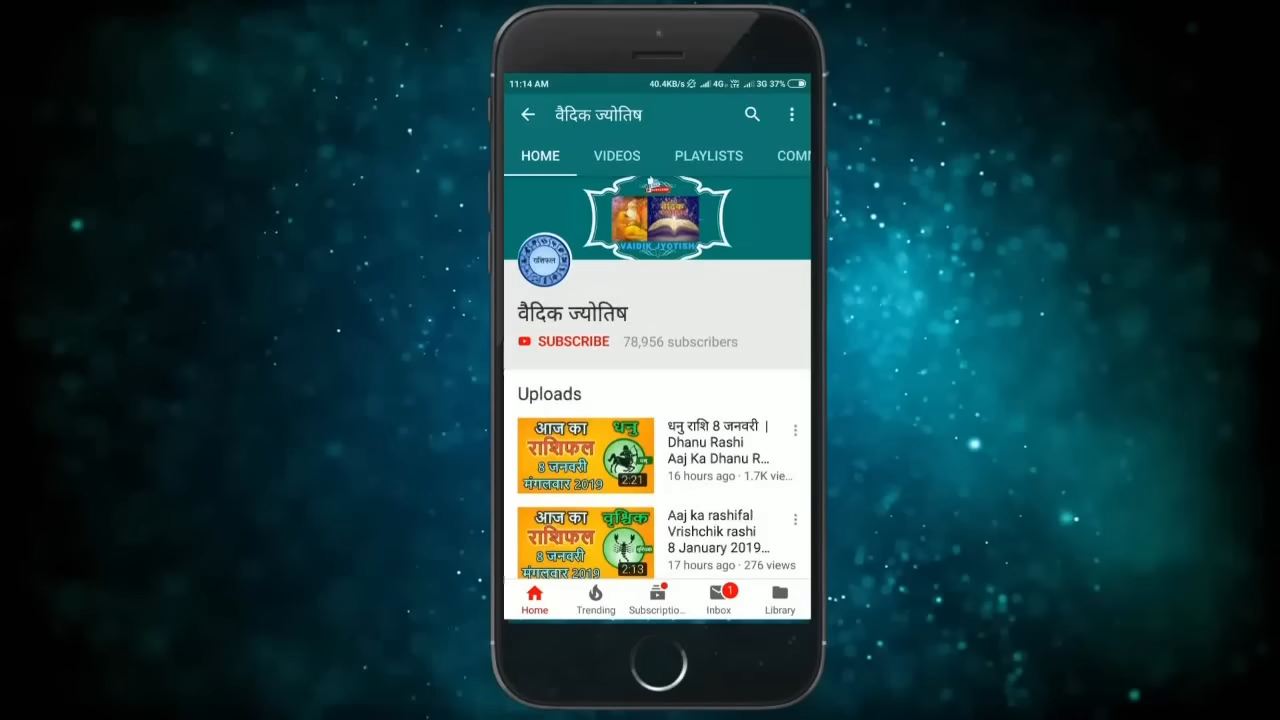 11:14 AM 40.4KB/s 4G 3G 37%
वैदिक ज्योतिष
HOME VIDEOS PLAYLISTS COMM
वैदिक
VAIDIK JYOTISH
राशिफल
वैदिक ज्योतिष
SUBSCRIBE 78,956 subscribers
Uploads
आज का धनु
राशिफल
8 जनवरी
मंगलवार 2019
2:21
धनु राशि 8 जनवरी |
Dhanu Rashi
Aaj Ka Dhanu R...
16 hours ago · 1.7K vie...
आज का वृश्चिक
राशिफल
8 जनवरी
मंगलवार 2019
2:13
Aaj ka rashifal
Vrishchik rashi
8 January 2019...
17 hours ago · 276 views
1
Home Trending Subscriptio... Inbox Library